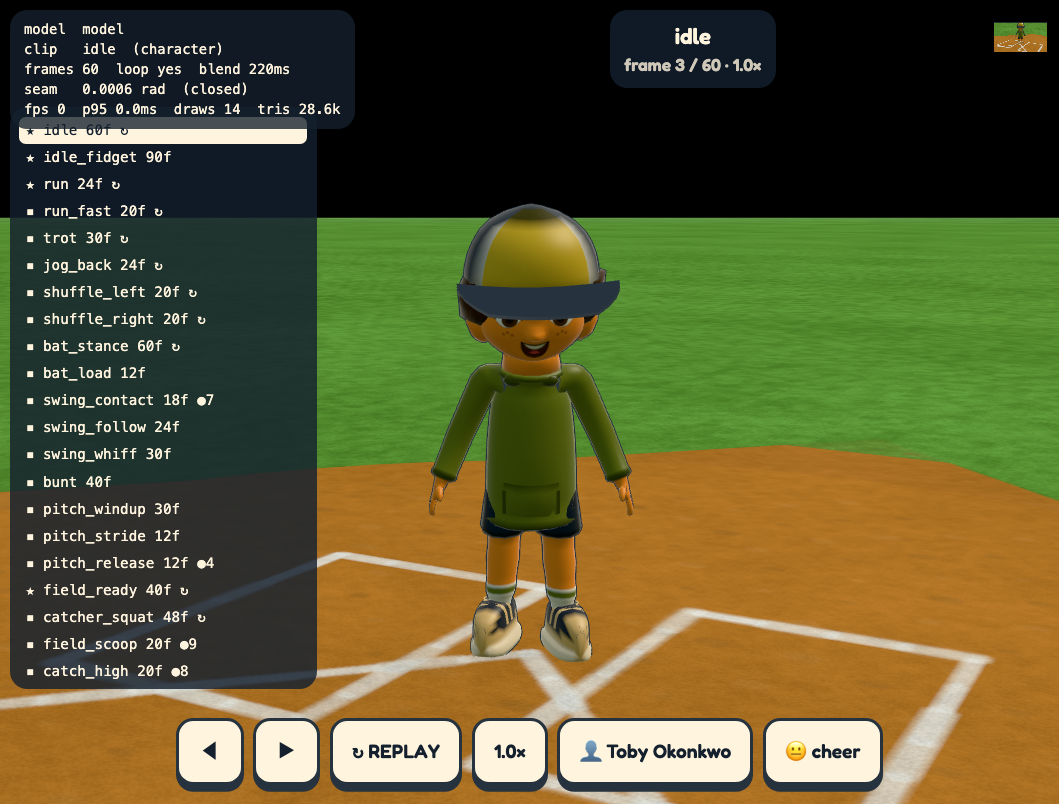 model model
clip idle (character)
frames 60 loop yes blend 220ms
seam 0.0006 rad (closed)
fps 0 p95 0.0ms draws 14 tris 28.6k
★ idle 60f ↻
★ idle_fidget 90f
★ run 24f ↻
▪ run_fast 20f ↻
▪ trot 30f ↻
▪ jog_back 24f ↻
▪ shuffle_left 20f ↻
▪ shuffle_right 20f ↻
▪ bat_stance 60f ↻
▪ bat_load 12f
▪ swing_contact 18f ●7
▪ swing_follow 24f
▪ swing_whiff 30f
▪ bunt 40f
▪ pitch_windup 30f
▪ pitch_stride 12f
▪ pitch_release 12f ●4
★ field_ready 40f ↻
▪ catcher_squat 48f ↻
▪ field_scoop 20f ●9
▪ catch_high 20f ●8
idle
frame 3 / 60 · 1.0×
↻ REPLAY
1.0×
👤 Toby Okonkwo
😐 cheer